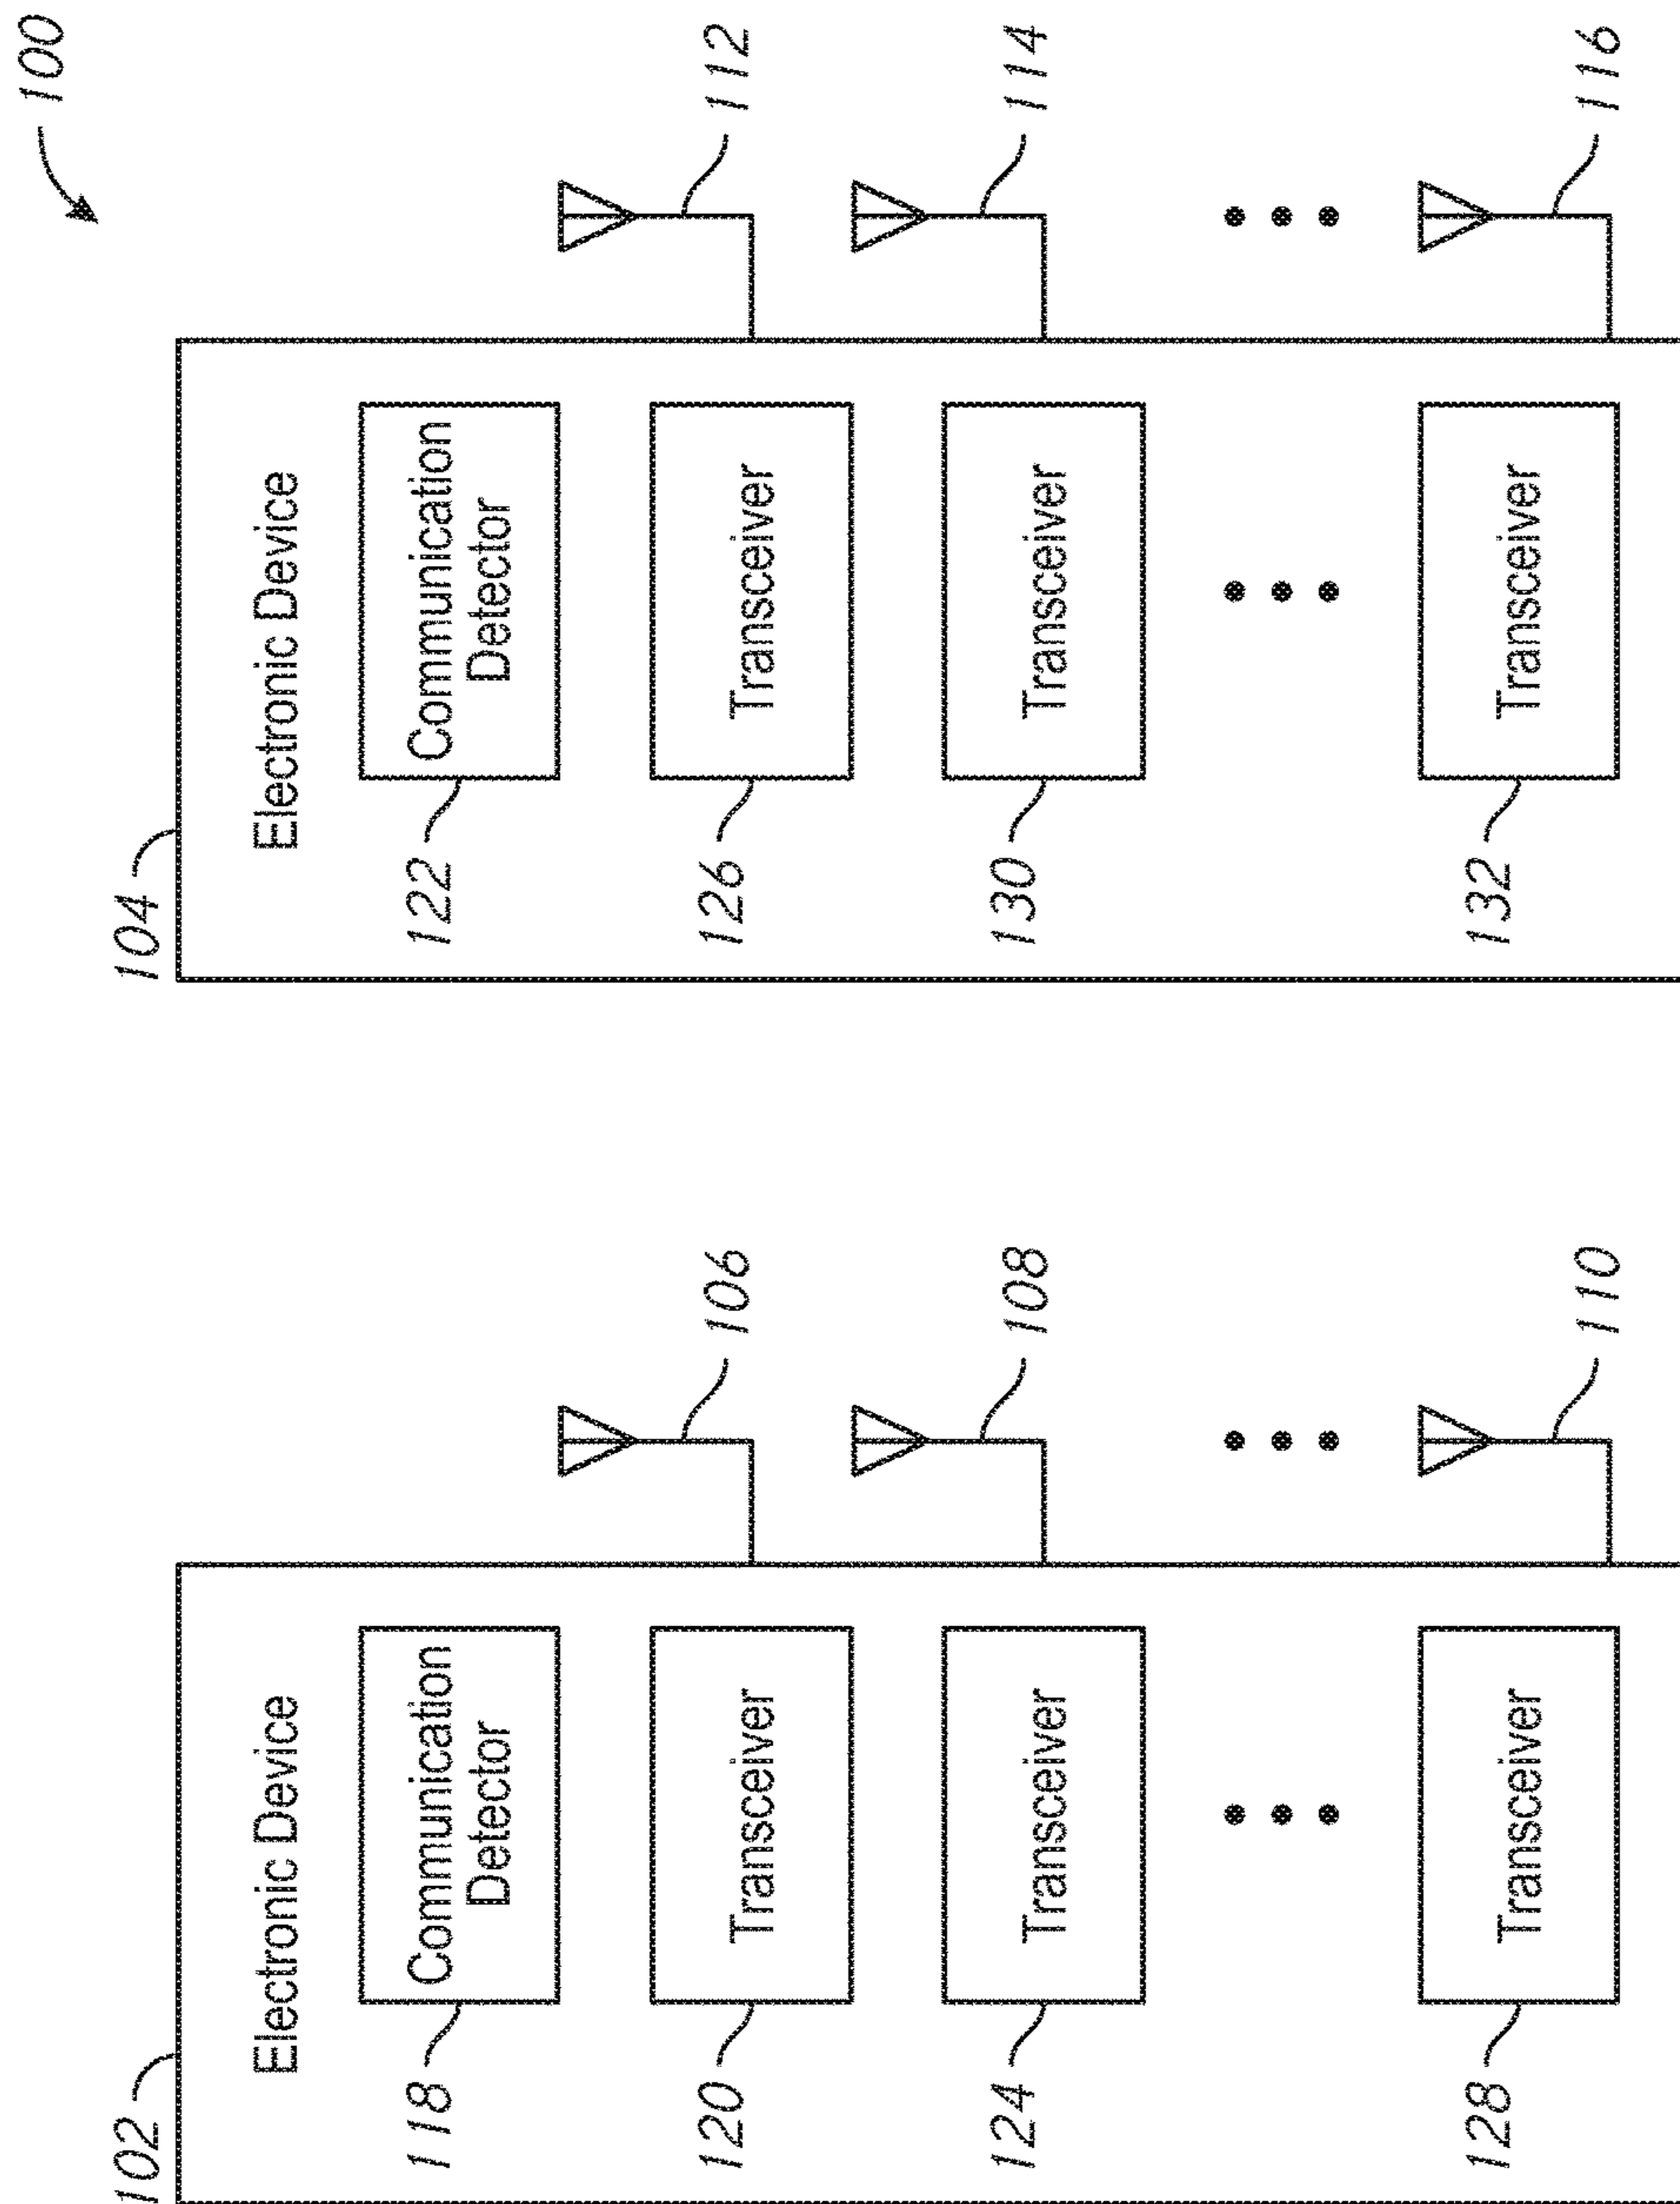 100
102
Electronic Device
118
Communication
Detector
120
Transceiver
106
124
Transceiver
108
128
Transceiver
110
104
Electronic Device
122
Communication
Detector
126
Transceiver
112
130
Transceiver
114
132
Transceiver
116